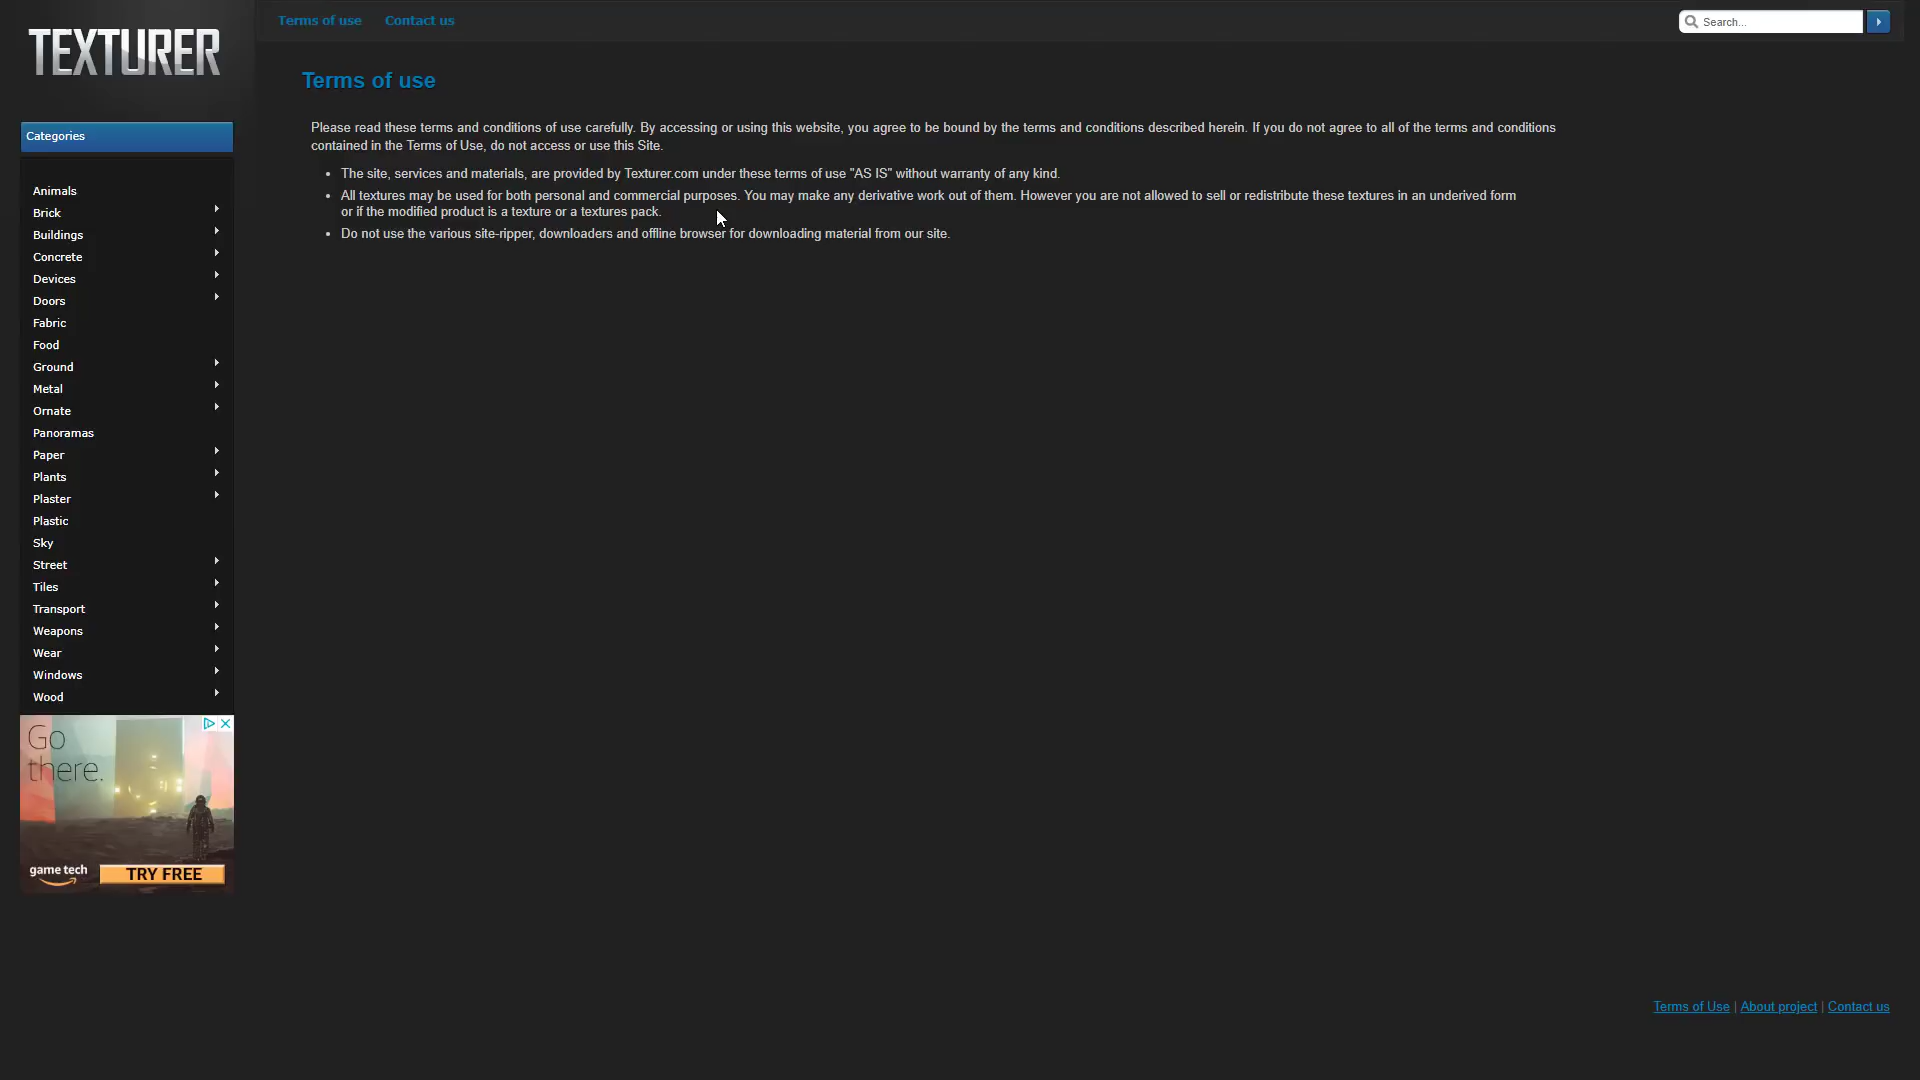 TEXTURER
Terms of use
Contact us
Search...
Categories
Animals
Brick
Buildings
Concrete
Devices
Doors
Fabric
Food
Ground
Metal
Ornate
Panoramas
Paper
Plants
Plaster
Plastic
Sky
Street
Tiles
Transport
Weapons
Wear
Windows
Wood
Go
there.
game tech
TRY FREE
Terms of use
Please read these terms and conditions of use carefully. By accessing or using this website, you agree to be bound by the terms and conditions described herein. If you do not agree to all of the terms and conditions
contained in the Terms of Use, do not access or use this Site.
• The site, services and materials, are provided by Texturer.com under these terms of use "AS IS" without warranty of any kind.
• All textures may be used for both personal and commercial purposes. You may make any derivative work out of them. However you are not allowed to sell or redistribute these textures in an underived form
or if the modified product is a texture or a textures pack.
• Do not use the various site-ripper, downloaders and offline browser for downloading material from our site.
Terms of Use | About project | Contact us